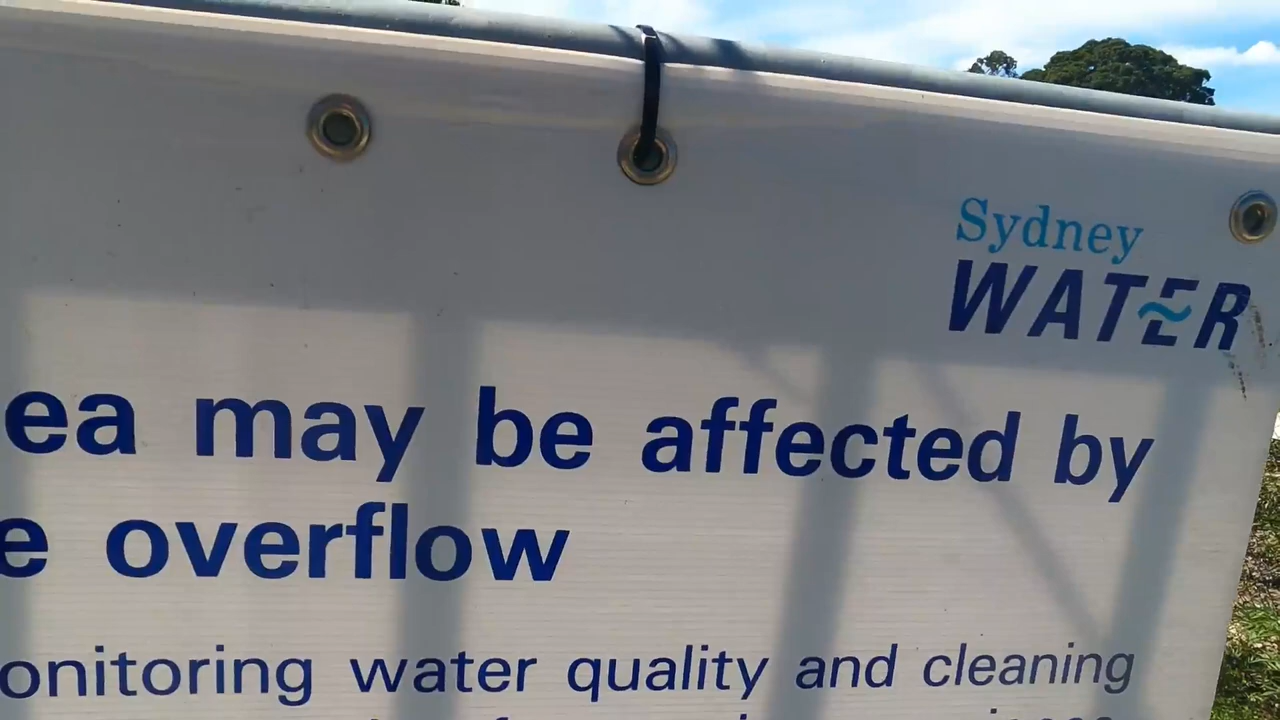 Sydney
WATER
ea may be affected by
e overflow
onitoring water quality and cleaning